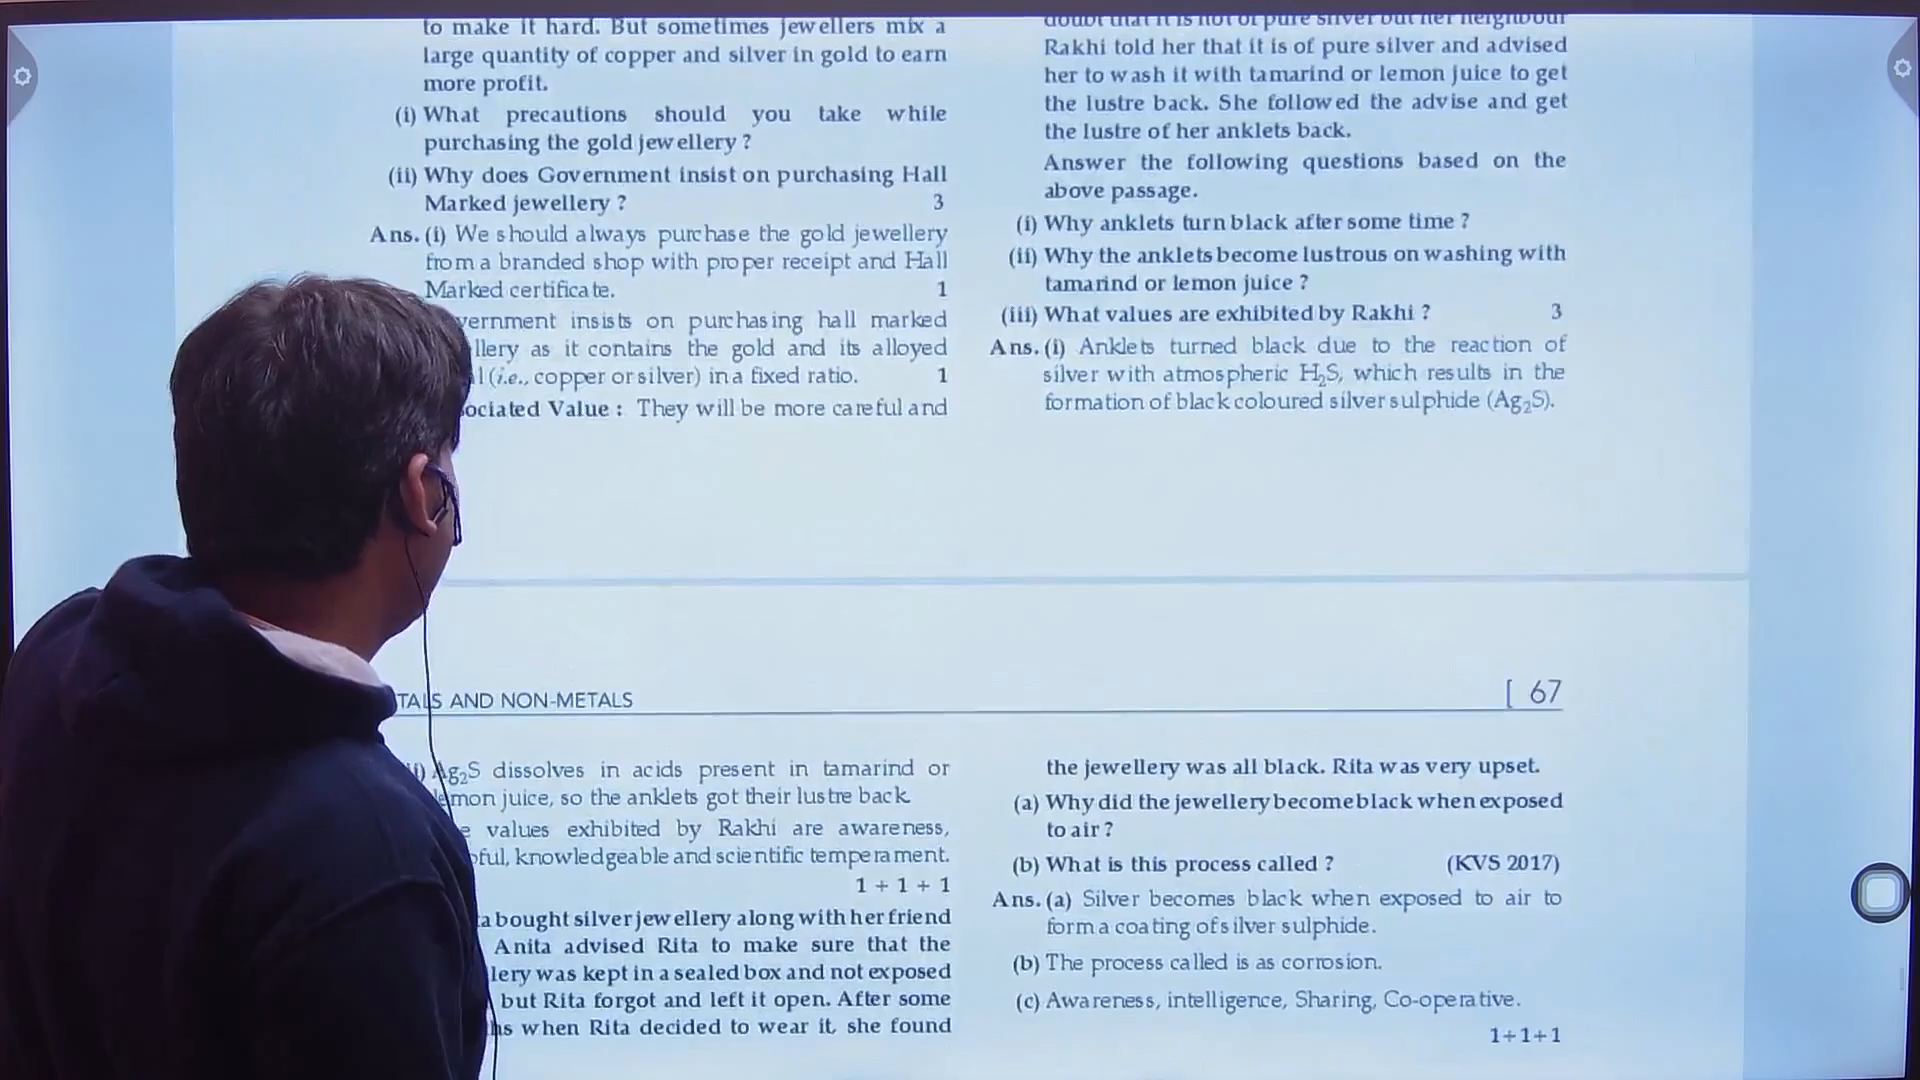 to make it hard. But sometimes jewellers mix a
large quantity of copper and silver in gold to earn
more profit.
(i) What precautions should you take while
purchasing the gold jewellery ?
(ii) Why does Government insist on purchasing Hall
Marked jewellery ? 3
Ans. (i) We should always purchase the gold jewellery
from a branded shop with proper receipt and Hall
Marked certificate. 1
vernment insists on purchasing hall marked
llery as it contains the gold and its alloyed
l (i.e., copper or silver) in a fixed ratio. 1
ociated Value : They will be more careful and
doubt that it is not of pure silver but her neighbour
Rakhi told her that it is of pure silver and advised
her to wash it with tamarind or lemon juice to get
the lustre back. She followed the advise and get
the lustre of her anklets back.
Answer the following questions based on the
above passage.
(i) Why anklets turn black after some time ?
(ii) Why the anklets become lustrous on washing with
tamarind or lemon juice ?
(iii) What values are exhibited by Rakhi ? 3
Ans. (i) Anklets turned black due to the reaction of
silver with atmospheric H₂S, which results in the
formation of black coloured silver sulphide (Ag₂S).
TALS AND NON-METALS [ 67
i) Ag₂S dissolves in acids present in tamarind or
lemon juice, so the anklets got their lustre back
e values exhibited by Rakhi are awareness,
pful, knowledgeable and scientific temperament.
1 + 1 + 1
a bought silver jewellery along with her friend
Anita advised Rita to make sure that the
lery was kept in a sealed box and not exposed
but Rita forgot and left it open. After some
hs when Rita decided to wear it, she found
the jewellery was all black. Rita was very upset.
(a) Why did the jewellery become black when exposed
to air ?
(b) What is this process called ? (KVS 2017)
Ans. (a) Silver becomes black when exposed to air to
form a coating of silver sulphide.
(b) The process called is as corrosion.
(c) Awareness, intelligence, Sharing, Co-operative.
1+1+1